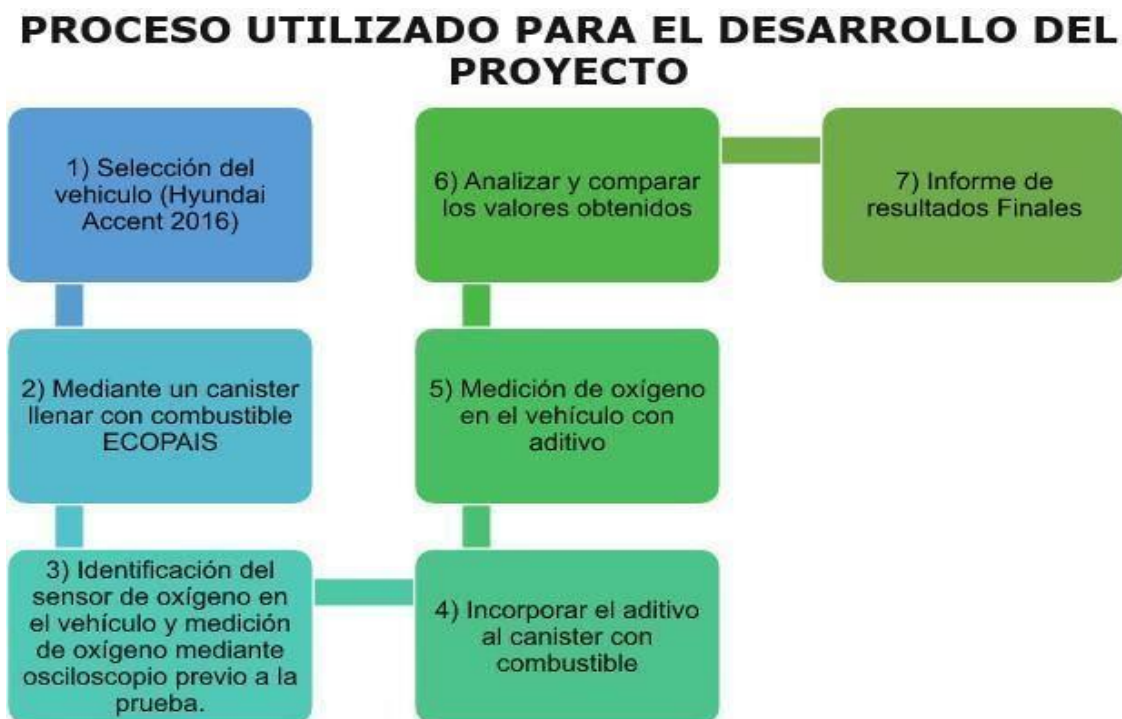 PROCESO UTILIZADO PARA EL DESARROLLO DEL
PROYECTO
1) Selección del
vehiculo (Hyundai
Accent 2016)
2) Mediante un canister
llenar con combustible
ECOPAIS
3) Identificación del
sensor de oxígeno en
el vehículo y medición
de oxígeno mediante
osciloscopio previo a la
prueba.
4) Incorporar el aditivo
al canister con
combustible
5) Medición de oxígeno
en el vehículo con
aditivo
6) Analizar y comparar
los valores obtenidos
7) Informe de
resultados Finales